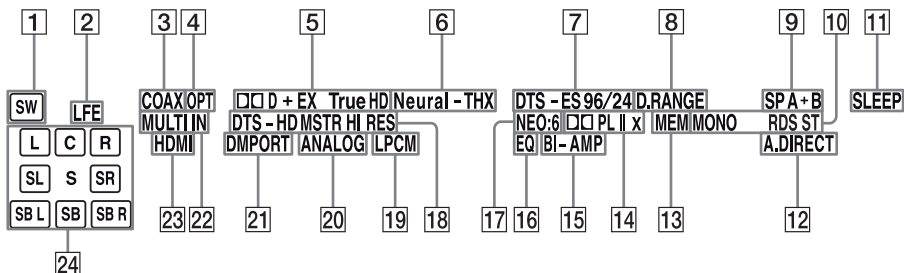 1 2 3 4 5 6 7 8 9 10 11
SW LFE COAX OPT D + EX True HD Neural - THX DTS - ES 96/24 D.RANGE SP A + B SLEEP
MULTI IN DTS - HD MSTR HI RES NEO:6 PL II x MEM MONO RDS ST
L C R HDMI DMPORT ANALOG LPCM EQ BI - AMP A.DIRECT
SL S SR
SB L SB SB R 23 22 21 20 19 18 17 16 15 14 13 12
24